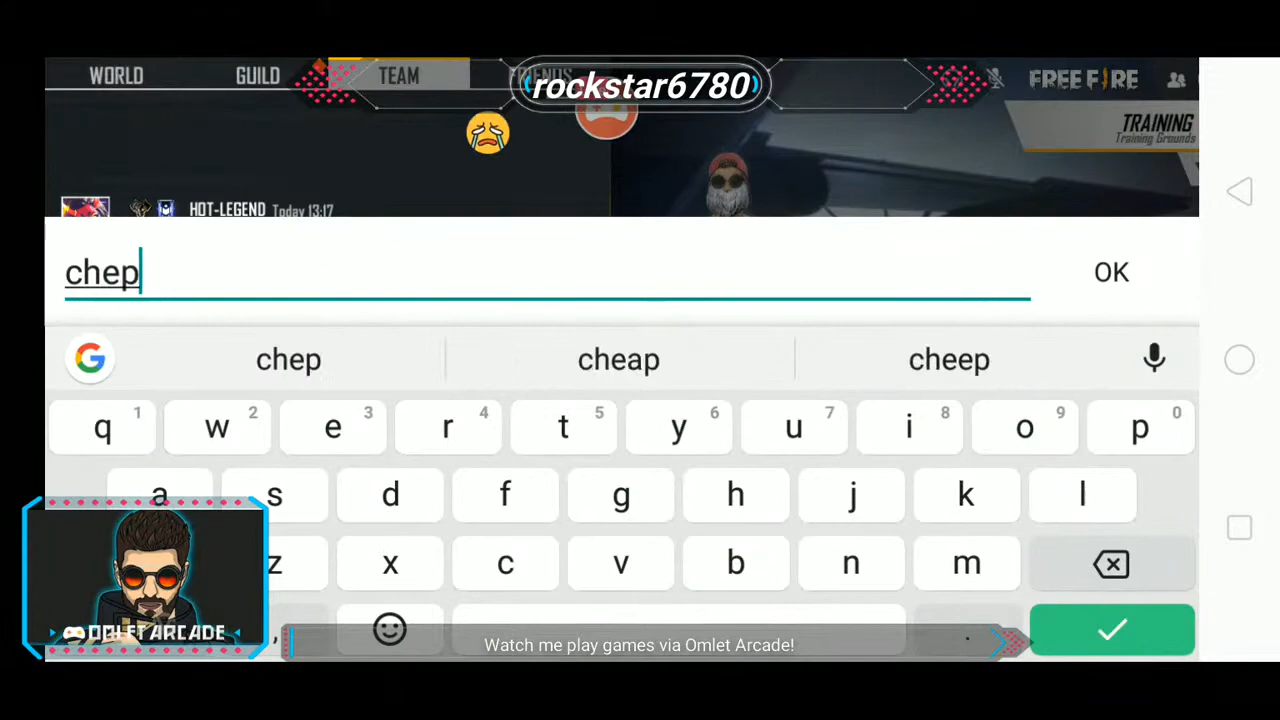 WORLD GUILD TEAM FRIENDS rockstar6780 FREE FIRE
TRAINING
Training Grounds
HOT-LEGEND Today 13:17
chep OK
chep cheap cheep
q 1 w 2 e 3 r 4 t 5 y 6 u 7 i 8 o 9 p 0
a s d f g h j k l
z x c v b n m
, .
OMLET ARCADE
Watch me play games via Omlet Arcade!